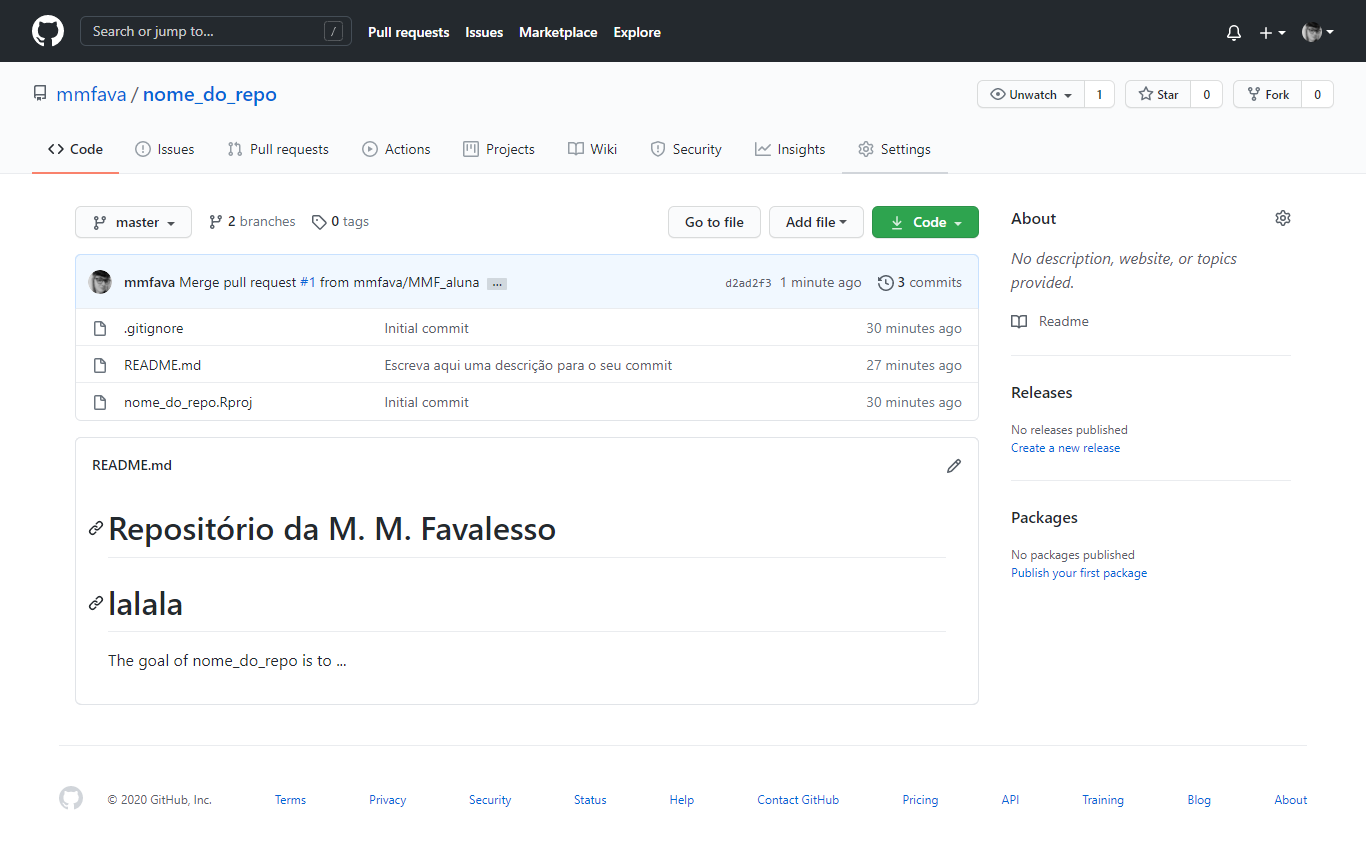 Search or jump to... /
Pull requests Issues Marketplace Explore
mmfava / nome_do_repo
Unwatch 1 Star 0 Fork 0
Code Issues Pull requests Actions Projects Wiki Security Insights Settings
master 2 branches 0 tags Go to file Add file Code
mmfava Merge pull request #1 from mmfava/MMF_aluna ... d2ad2f3 1 minute ago 3 commits
.gitignore Initial commit 30 minutes ago
README.md Escreva aqui uma descrição para o seu commit 27 minutes ago
nome_do_repo.Rproj Initial commit 30 minutes ago
README.md
Repositório da M. M. Favalesso
lalala
The goal of nome_do_repo is to ...
About
No description, website, or topics
provided.
Readme
Releases
No releases published
Create a new release
Packages
No packages published
Publish your first package
© 2020 GitHub, Inc. Terms Privacy Security Status Help Contact GitHub Pricing API Training Blog About